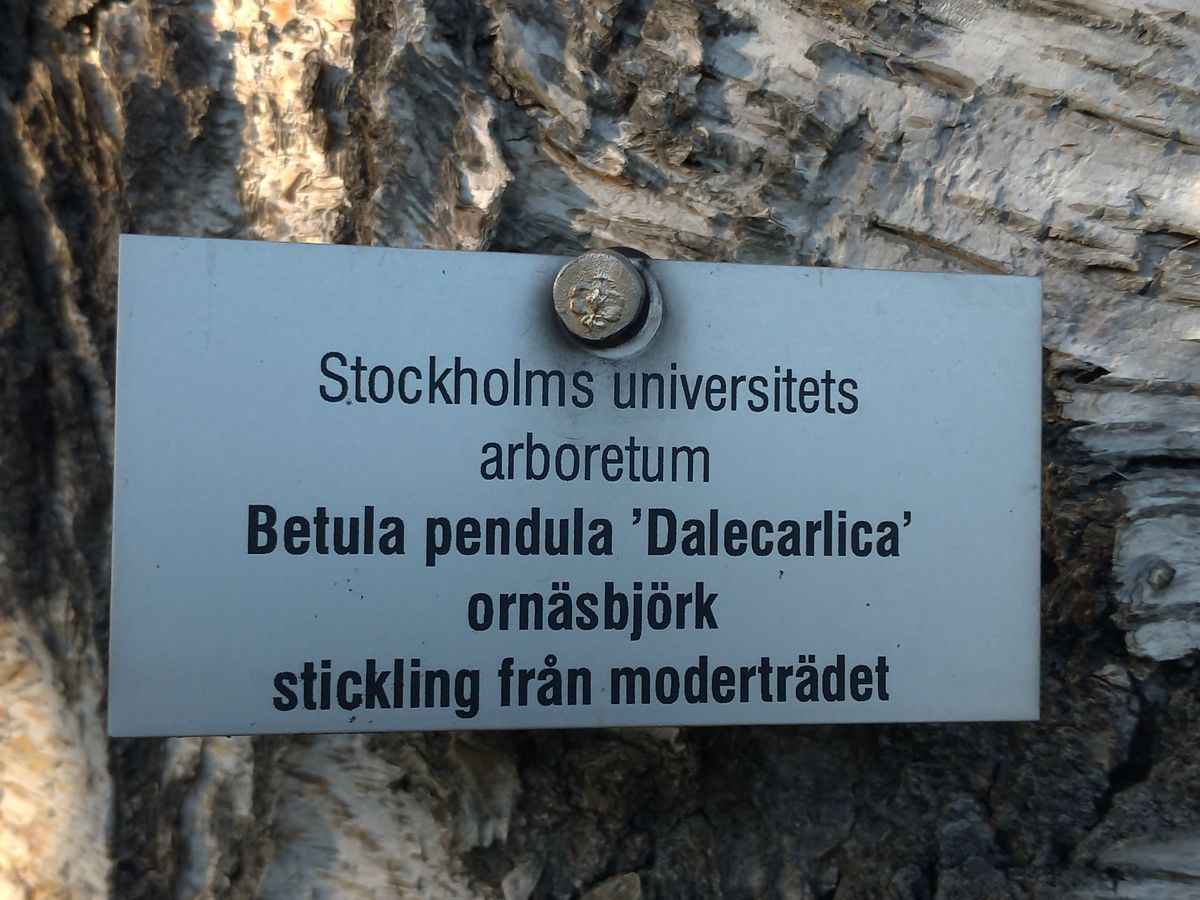 Stockholms universitets
arboretum
Betula pendula ’Dalecarlica’
ornäsbjörk
stickling från moderträdet